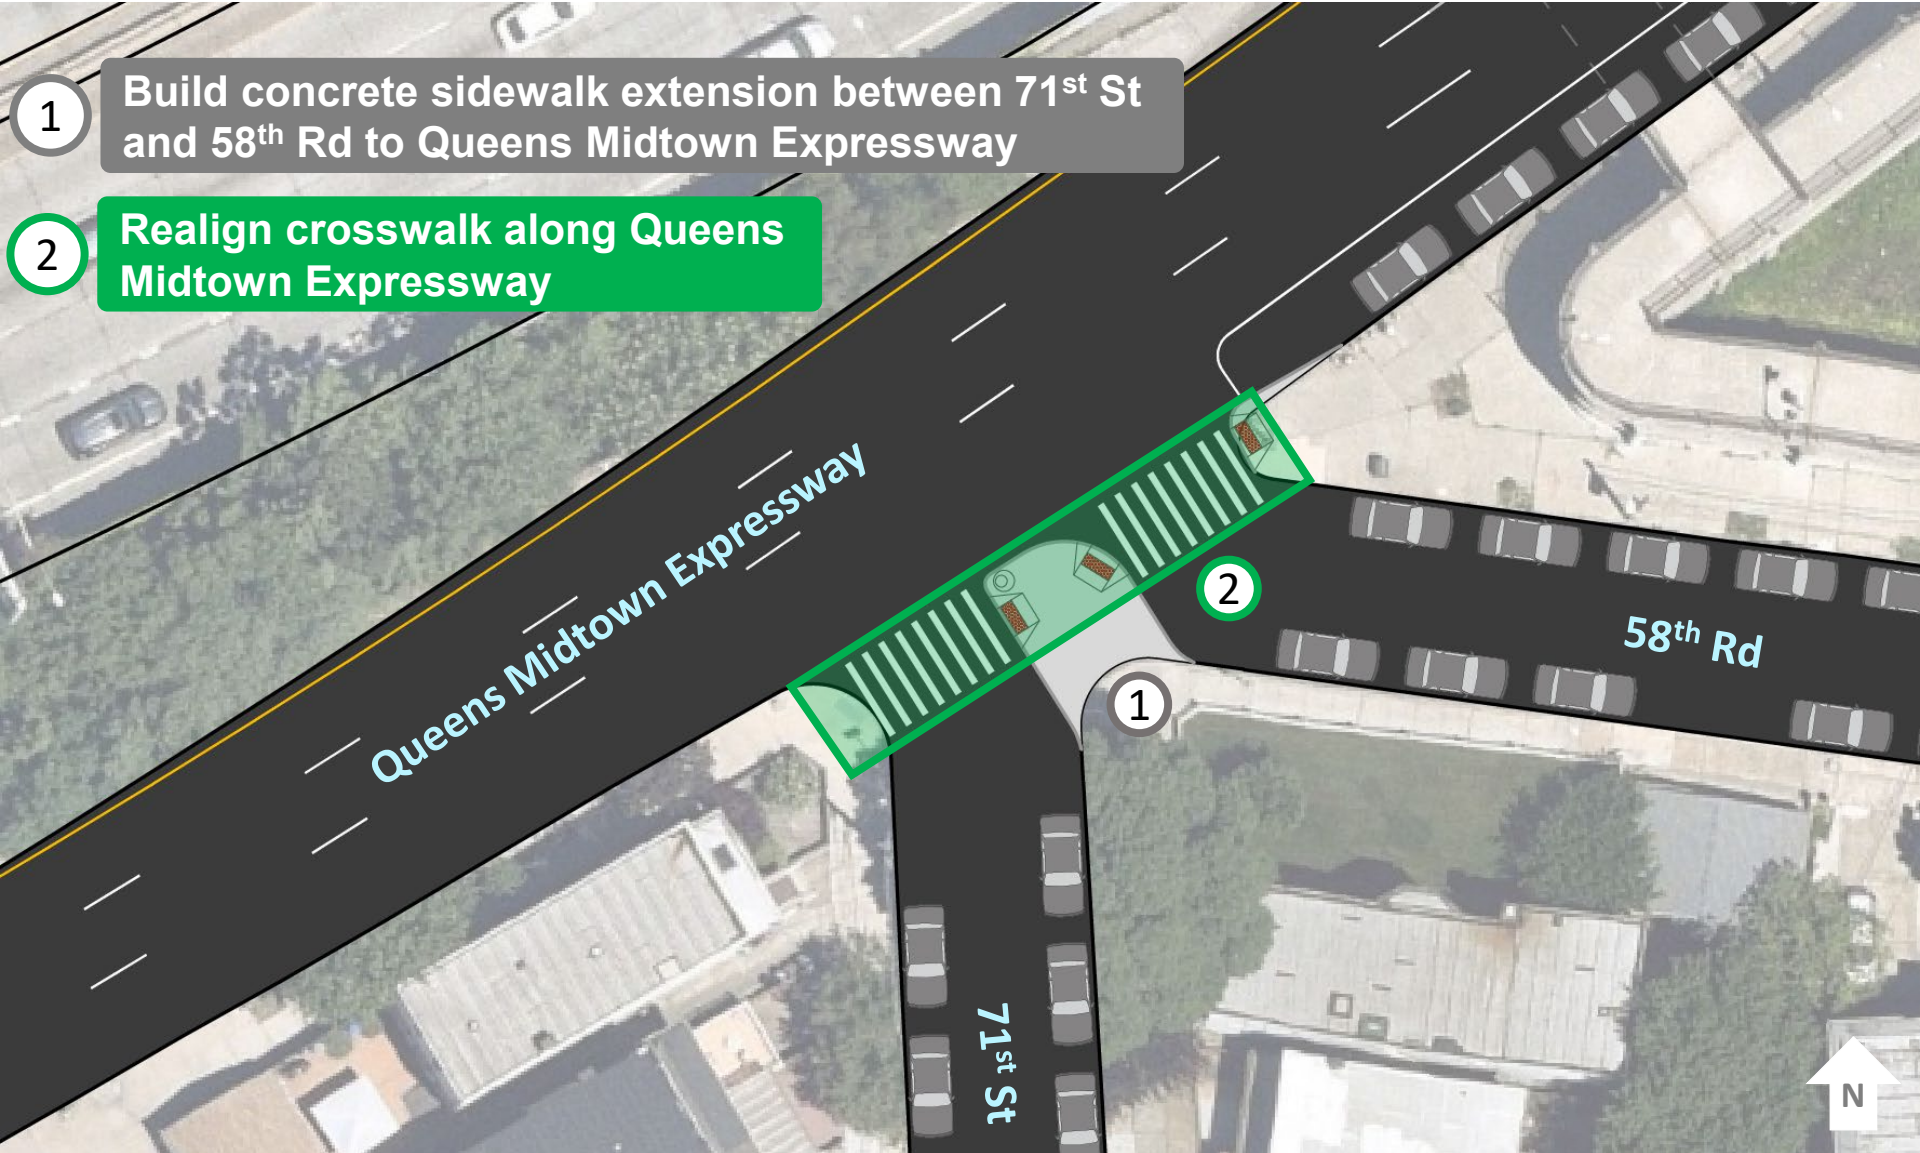 1
Build concrete sidewalk extension between 71st St
and 58th Rd to Queens Midtown Expressway
2
Realign crosswalk along Queens
Midtown Expressway
Queens Midtown Expressway
2
58th Rd
1
71st St
N